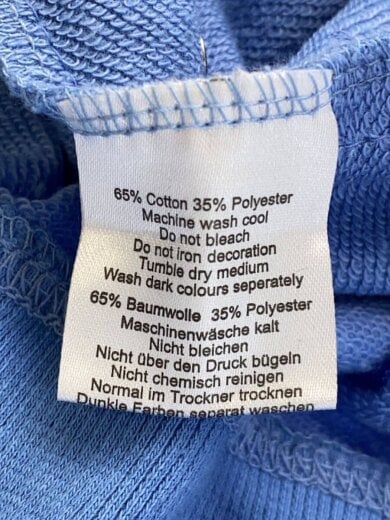 65% Cotton 35% Polyester
Machine wash cool
Do not bleach
Do not iron decoration
Tumble dry medium
Wash dark colours seperately
65% Baumwolle 35% Polyester
Maschinenwäsche kalt
Nicht bleichen
Nicht über den Druck bügeln
Nicht chemisch reinigen
Normal im Trockner trocknen
Dunkle Farben separat waschen